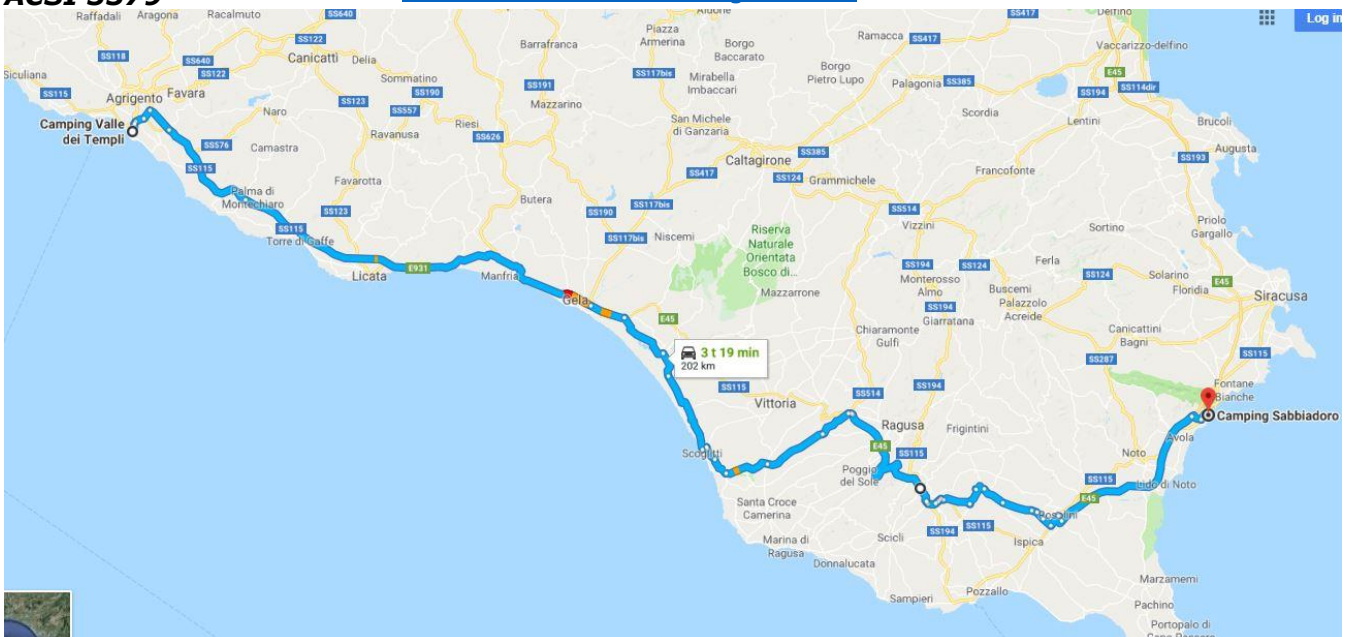 Raffadali
Aragona
Racalmuto
SS640
SS417
Delfino
Log in
Piazza
Armerina
Borgo
Baccarato
Ramacca
SS417
Vaccarizzo-delfino
SS122
Barrafranca
SS118
SS640
Canicattì
Delia
SS122
Siculiana
Sommatino
SS190
SS191
SS117bis
Mirabella
Imbaccari
Borgo
Pietro Lupo
Palagonia
SS385
E45
SS114dir
SS194
SS115
Agrigento
Favara
SS123
SS557
Mazzarino
Scordia
Camping Valle
dei Templi
Naro
Ravanusa
Riesi
SS626
San Michele
di Ganzaria
Lentini
Brucoli
SS576
Camastra
Caltagirone
SS385
Augusta
SS193
SS115
SS417
SS124
Grammichele
Francofonte
Favarotta
Palma di
Montechiaro
Butera
SS117bis
SS190
SS514
Vizzini
SS123
SS115
Torre di Gaffe
SS117bis
Niscemi
Riserva
Naturale
Orientata
Bosco di...
Sortino
Priolo
Gargallo
Licata
E931
Manfria
SS194
SS124
Ferla
SS124
Solarino
Floridia
E45
Siracusa
Monterosso
Almo
Buscemi
Palazzolo
Acreide
Gela
Mazzarrone
SS194
Giarratana
E45
Chiaramonte
Gulfi
Canicattini
Bagni
3 t 19 min
202 km
SS287
SS115
SS115
Vittoria
SS514
SS194
Fontane
Bianche
Ragusa
Frigintini
Camping Sabbiadoro
Avola
Scoglitti
E45
SS115
Noto
Poggio
del Sole
SS115
Lido di Noto
E45
Santa Croce
Camerina
Rosolini
SS194
SS115
Scicli
Ispica
Marina di
Ragusa
Donnalucata
Marzamemi
Sampieri
Pozzallo
Pachino
Portopalo di